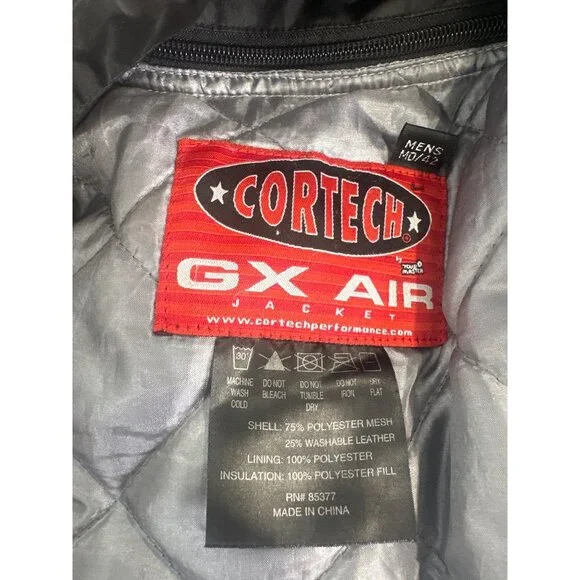 MENS
MD/42
CORTECH®
by TOUR MASTER
GX AIR
JACKET
www.cortechperformance.com
30°
MACHINE WASH COLD
DO NOT BLEACH
DO NOT TUMBLE DRY
DO NOT IRON
DRY FLAT
SHELL: 75% POLYESTER MESH
25% WASHABLE LEATHER
LINING: 100% POLYESTER
INSULATION: 100% POLYESTER FILL
RN# 85377
MADE IN CHINA